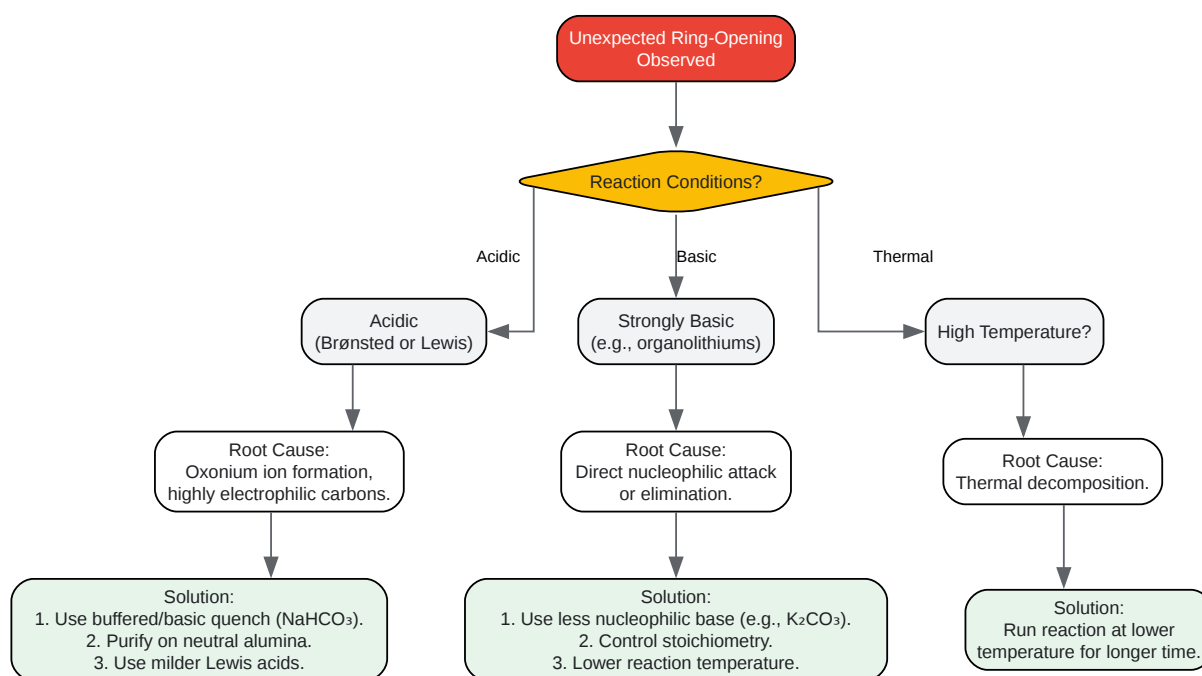 Unexpected Ring-Opening
Observed
Reaction Conditions?
Acidic
Basic
Thermal
Acidic
(Brønsted or Lewis)
Strongly Basic
(e.g., organolithiums)
High Temperature?
Root Cause:
Oxonium ion formation,
highly electrophilic carbons.
Root Cause:
Direct nucleophilic attack
or elimination.
Root Cause:
Thermal decomposition.
Solution:
1. Use buffered/basic quench (NaHCO₃).
2. Purify on neutral alumina.
3. Use milder Lewis acids.
Solution:
1. Use less nucleophilic base (e.g., K₂CO₃).
2. Control stoichiometry.
3. Lower reaction temperature.
Solution:
Run reaction at lower
temperature for longer time.